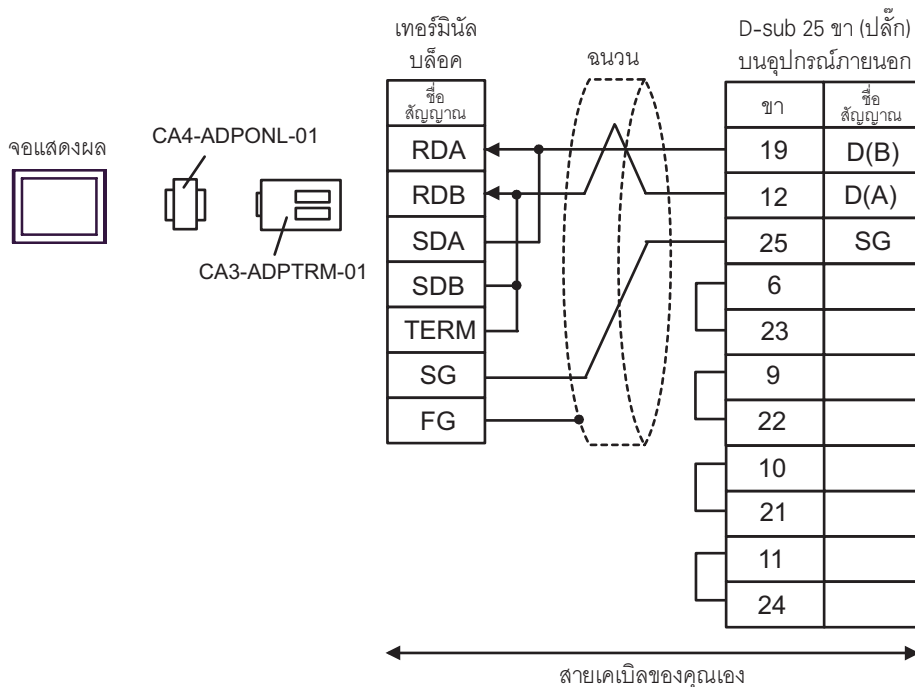 จอแสดงผล
CA4-ADPONL-01
CA3-ADPTRM-01
เทอร์มินัล
บล็อค
ชื่อ
สัญญาณ
RDA
RDB
SDA
SDB
TERM
SG
FG
ฉนวน
D-sub 25 ขา (ปลั๊ก)
บนอุปกรณ์ภายนอก
ขา
ชื่อ
สัญญาณ
19 D(B)
12 D(A)
25 SG
6
23
9
22
10
21
11
24
สายเคเบิลของคุณเอง